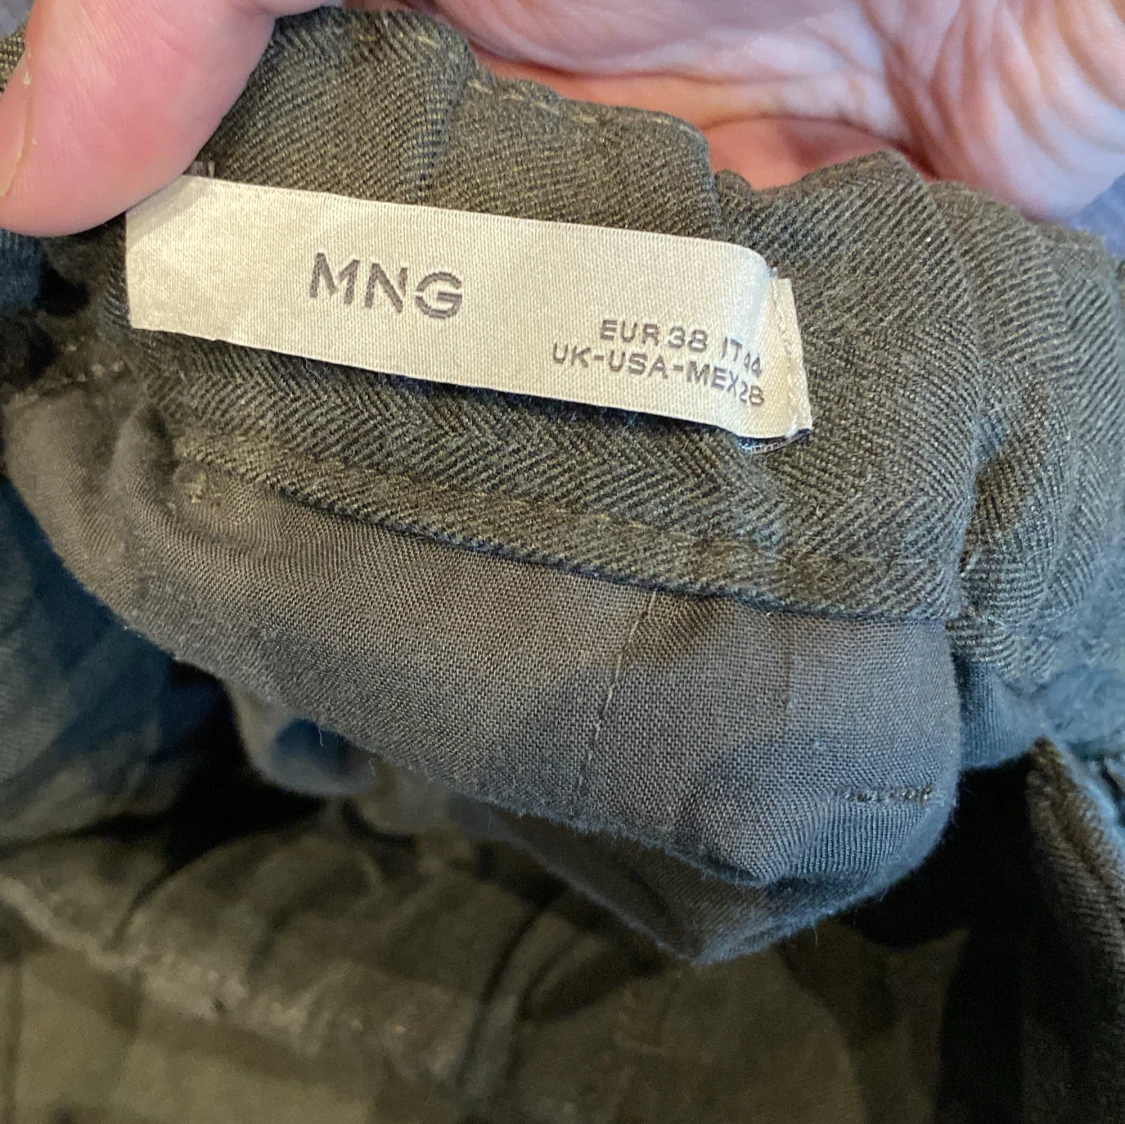 MNG
EUR 38 IT 44
UK-USA-MEX 28